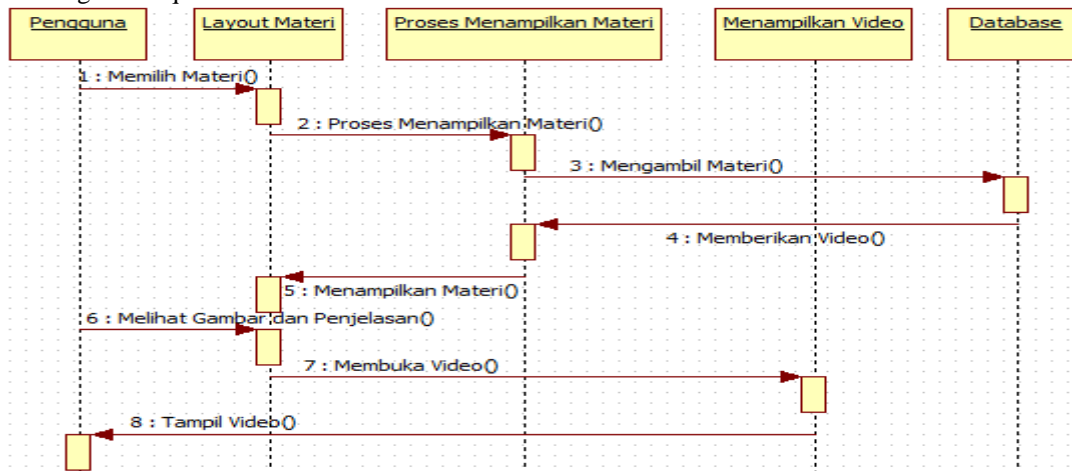 Pengguna
Layout Materi
Proses Menampilkan Materi
Menampilkan Video
Database
1 : Memilih Materi()
2 : Proses Menampilkan Materi()
3 : Mengambil Materi()
4 : Memberikan Video()
5 : Menampilkan Materi()
6 : Melihat Gambar dan Penjelasan()
7 : Membuka Video()
8 : Tampil Video()